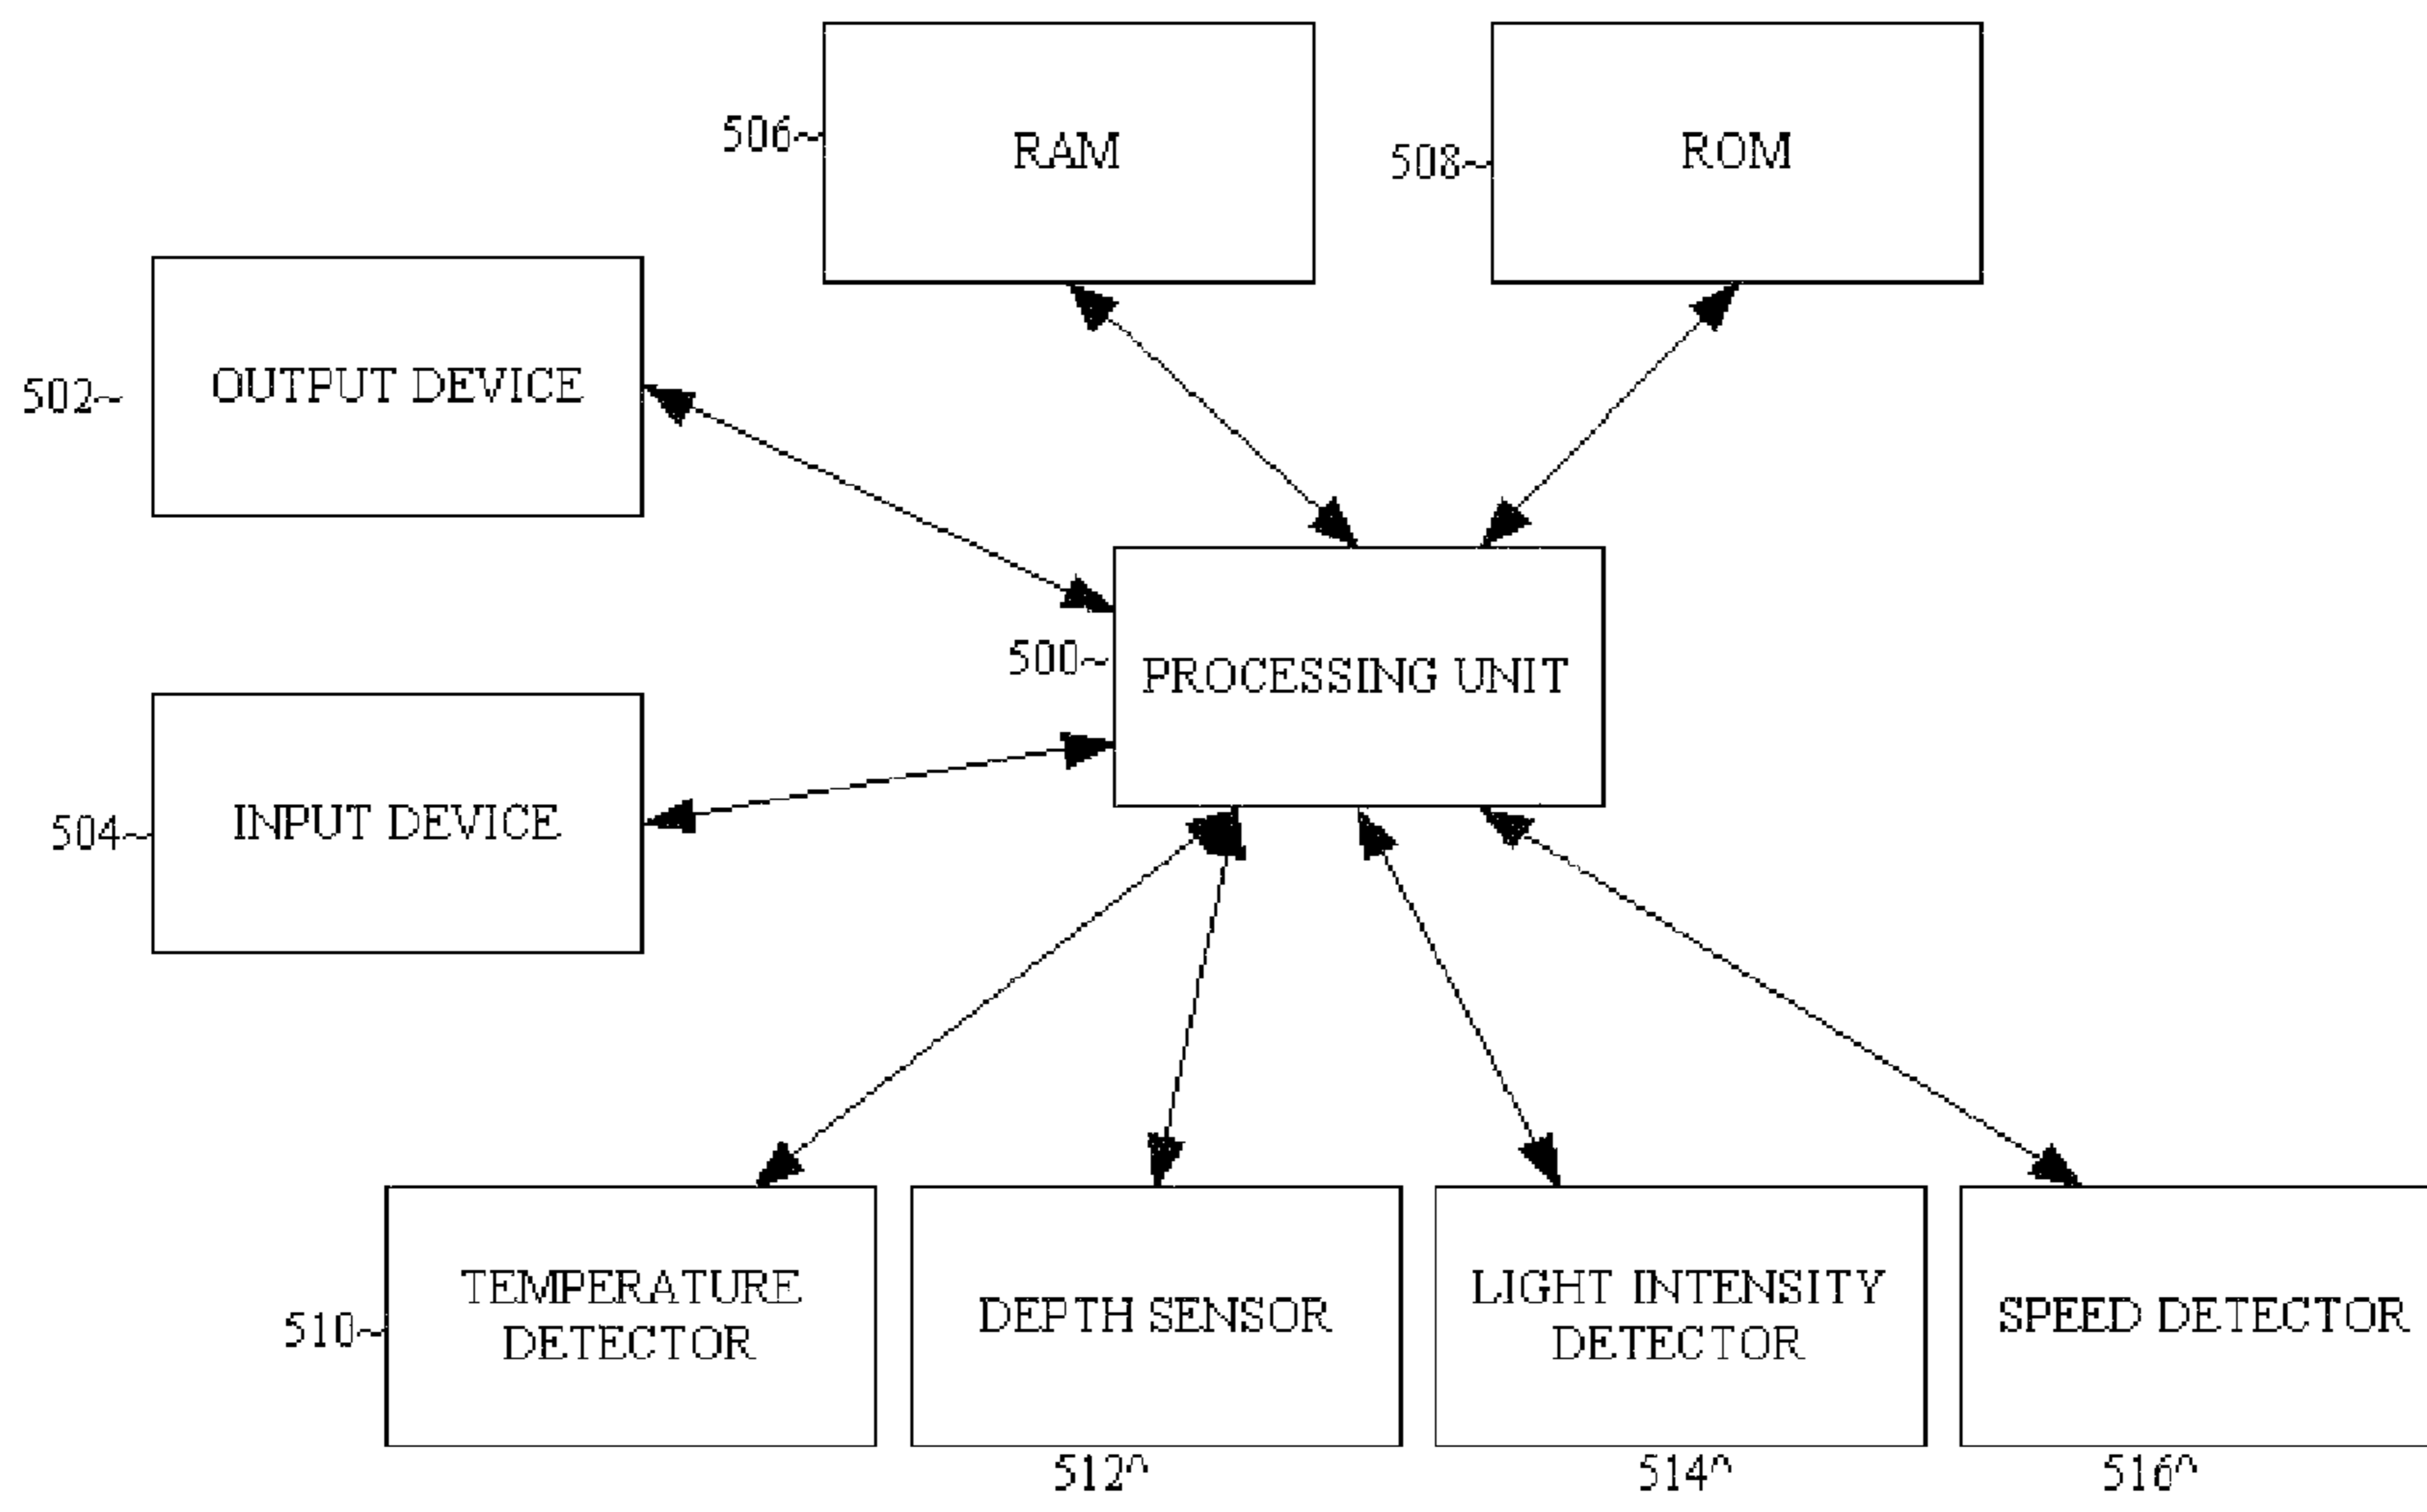 506~
RAM
508~
ROM
502~
OUTPUT DEVICE
500~
PROCESSING UNIT
504~
INPUT DEVICE
510~
TEMPERATURE
DETECTOR
DEPTH SENSOR
LIGHT INTENSITY
DETECTOR
SPEED DETECTOR
512^
514^
516^